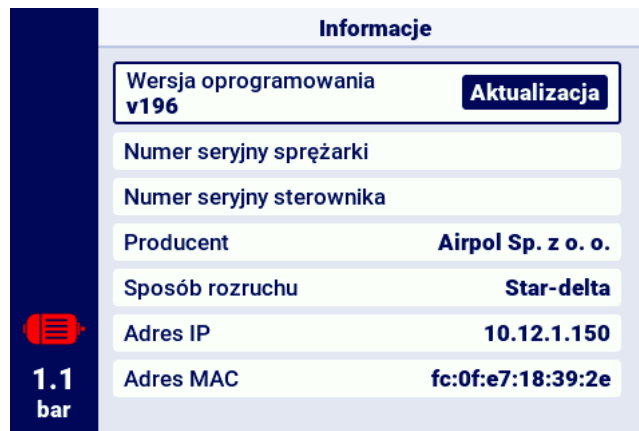 Informacje
Wersja oprogramowania
v196
Aktualizacja
Numer seryjny sprężarki
Numer seryjny sterownika
Producent Airpol Sp. z o. o.
Sposób rozruchu Star-delta
Adres IP 10.12.1.150
Adres MAC fc:0f:e7:18:39:2e
1.1
bar